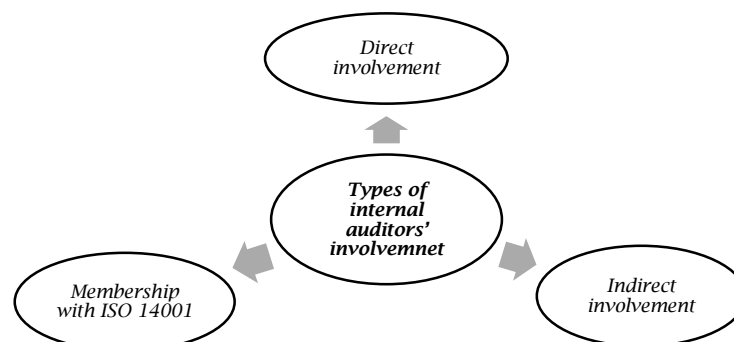 Direct
involvement
Types of
internal
auditors'
involvemnet
Membership
with ISO 14001
Indirect
involvement